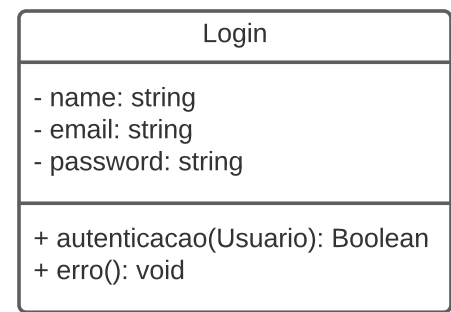 Login
- name: string
- email: string
- password: string
+ autenticacao(Usuario): Boolean
+ erro(): void